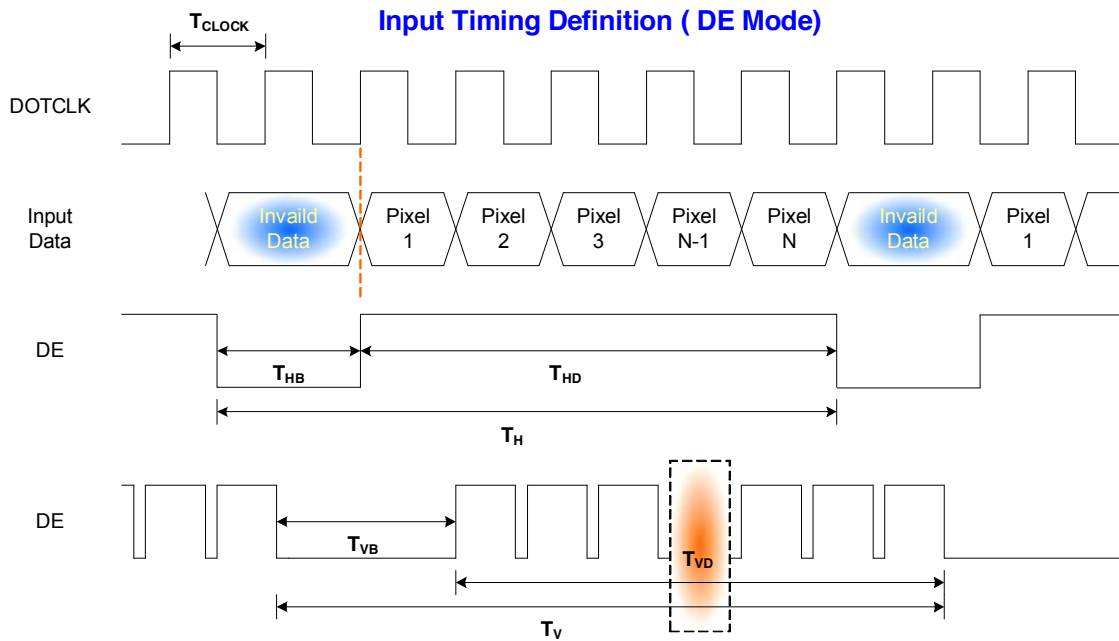 Input Timing Definition ( DE Mode)
TCLOCK
DOTCLK
Input
Data
Invaild
Data
Pixel
1
Pixel
2
Pixel
3
Pixel
N-1
Pixel
N
Invaild
Data
Pixel
1
DE
THB
THD
TH
DE
TVB
TVD
TV